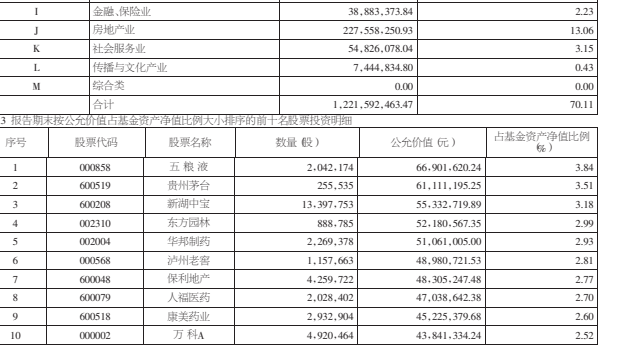 I 金融、保险业 38,883,373.84 2.23
J 房地产业 227,558,250.93 13.06
K 社会服务业 54,826,078.04 3.15
L 传播与文化产业 7,444,834.80 0.43
M 综合类 0.00 0.00
合计 1,221,592,463.47 70.11
3 报告期末按公允价值占基金资产净值比例大小排序的前十名股票投资明细
序号 股票代码 股票名称 数量（股） 公允价值（元） 占基金资产净值比例（%）
1 000858 五 粮 液 2,042,174 66,901,620.24 3.84
2 600519 贵州茅台 255,535 61,111,195.25 3.51
3 600208 新湖中宝 13,397,753 55,332,719.89 3.18
4 002310 东方园林 888,785 52,180,567.35 2.99
5 002004 华邦制药 2,269,378 51,061,005.00 2.93
6 000568 泸州老窖 1,157,663 48,980,721.53 2.81
7 600048 保利地产 4,259,722 48,305,247.48 2.77
8 600079 人福医药 2,028,402 47,038,642.38 2.70
9 600518 康美药业 2,932,904 45,225,379.68 2.60
10 000002 万 科A 4,920,464 43,841,334.24 2.52